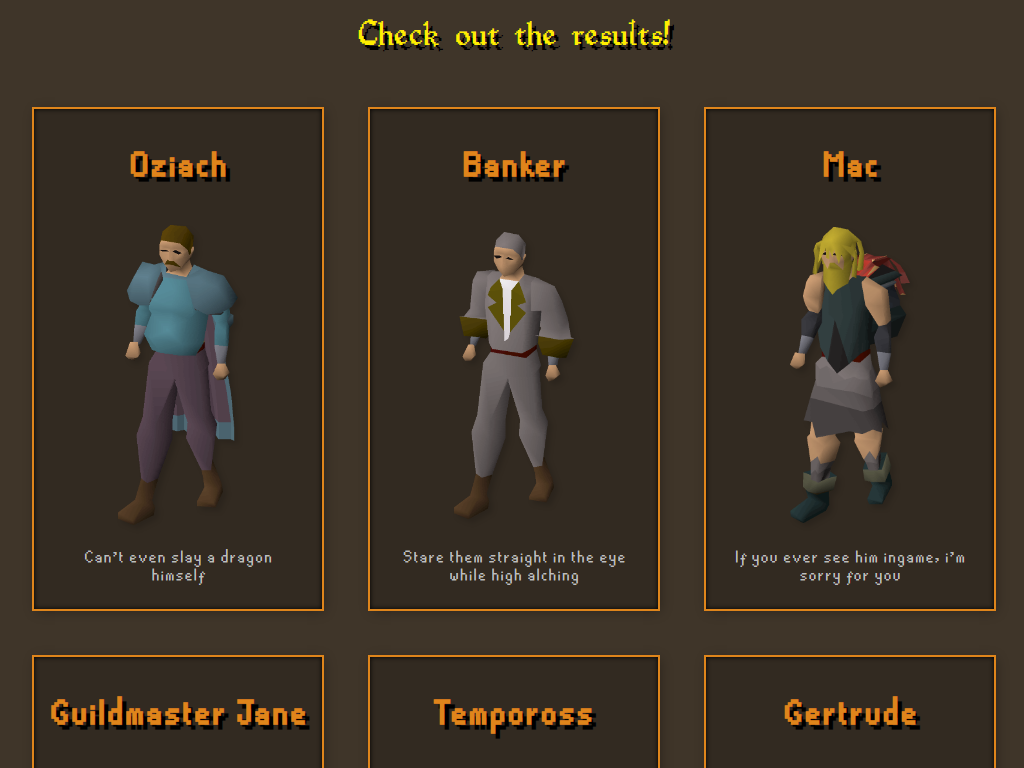 Check out the results!
Oziach
Can't even slay a dragon
himself
Banker
Stare them straight in the eye
while high alching
Mac
If you ever see him ingame, i'm
sorry for you
Guildmaster Jane
Tempoross
Gertrude